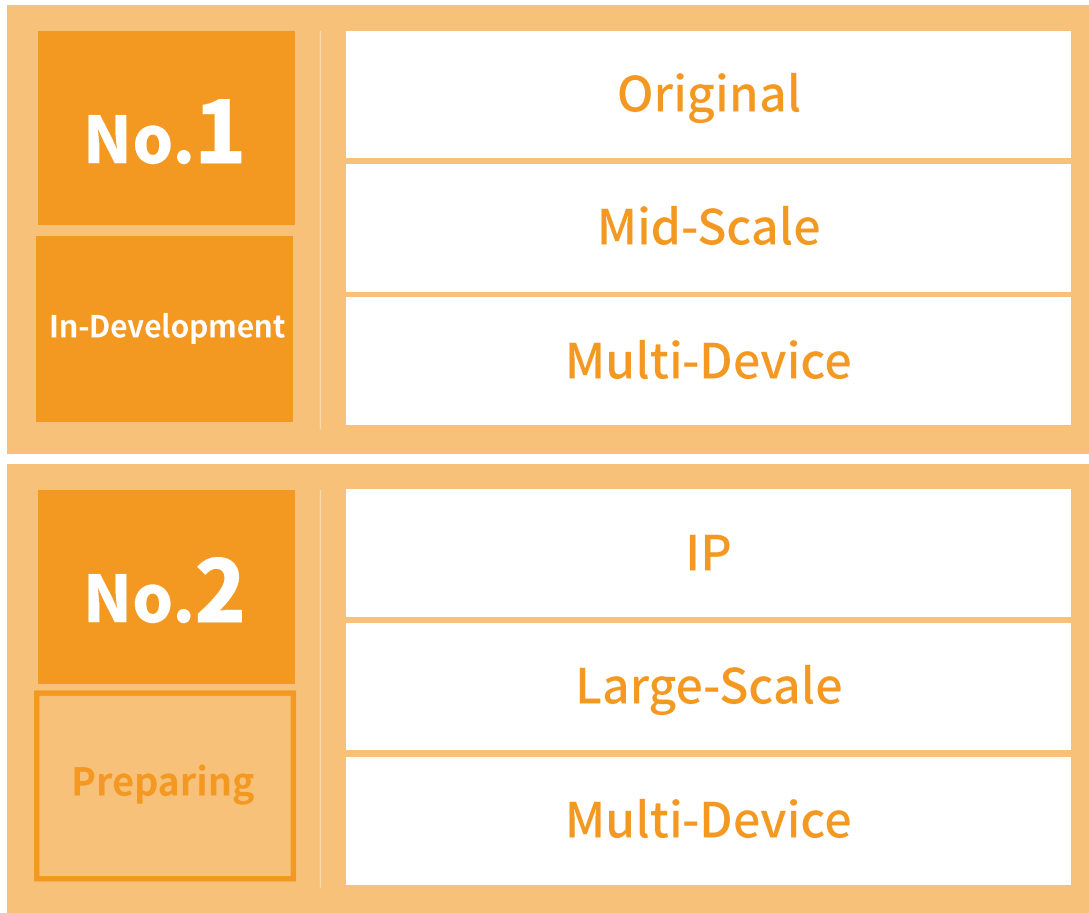 No.1
In-Development
Original
Mid-Scale
Multi-Device
No.2
Preparing
IP
Large-Scale
Multi-Device